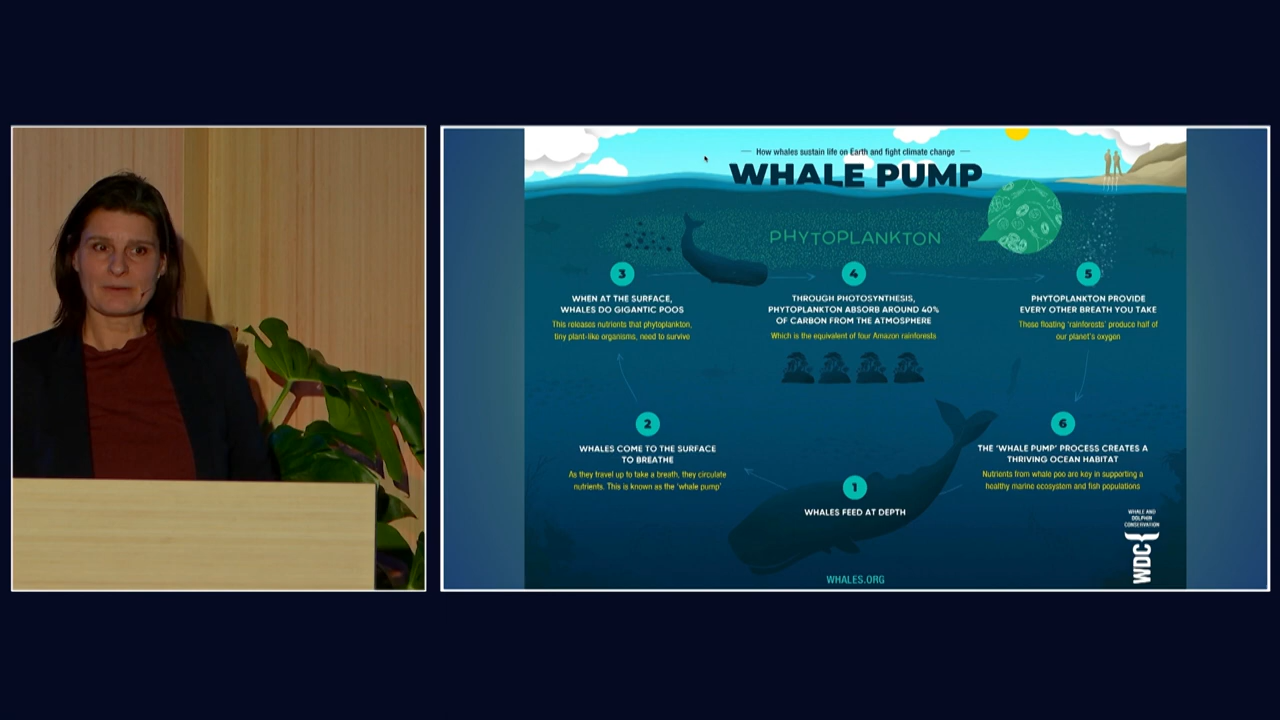 How whales sustain life on Earth and fight climate change
WHALE PUMP
PHYTOPLANKTON
3
WHEN AT THE SURFACE,
WHALES DO GIGANTIC POOS
This releases nutrients that phytoplankton,
tiny plant-like organisms, need to survive
4
THROUGH PHOTOSYNTHESIS,
PHYTOPLANKTON ABSORB AROUND 40%
OF CARBON FROM THE ATMOSPHERE
Which is the equivalent of four Amazon rainforests
5
PHYTOPLANKTON PROVIDE
EVERY OTHER BREATH YOU TAKE
These floating 'rainforests' produce half of
our planet's oxygen
2
WHALES COME TO THE SURFACE
TO BREATHE
As they travel up to take a breath, they circulate
nutrients. This is known as the 'whale pump'
1
WHALES FEED AT DEPTH
6
THE 'WHALE PUMP' PROCESS CREATES A
THRIVING OCEAN HABITAT
Nutrients from whale poo are key in supporting a
healthy marine ecosystem and fish populations
WHALE AND
DOLPHIN
CONSERVATION
WDC
WHALES.ORG